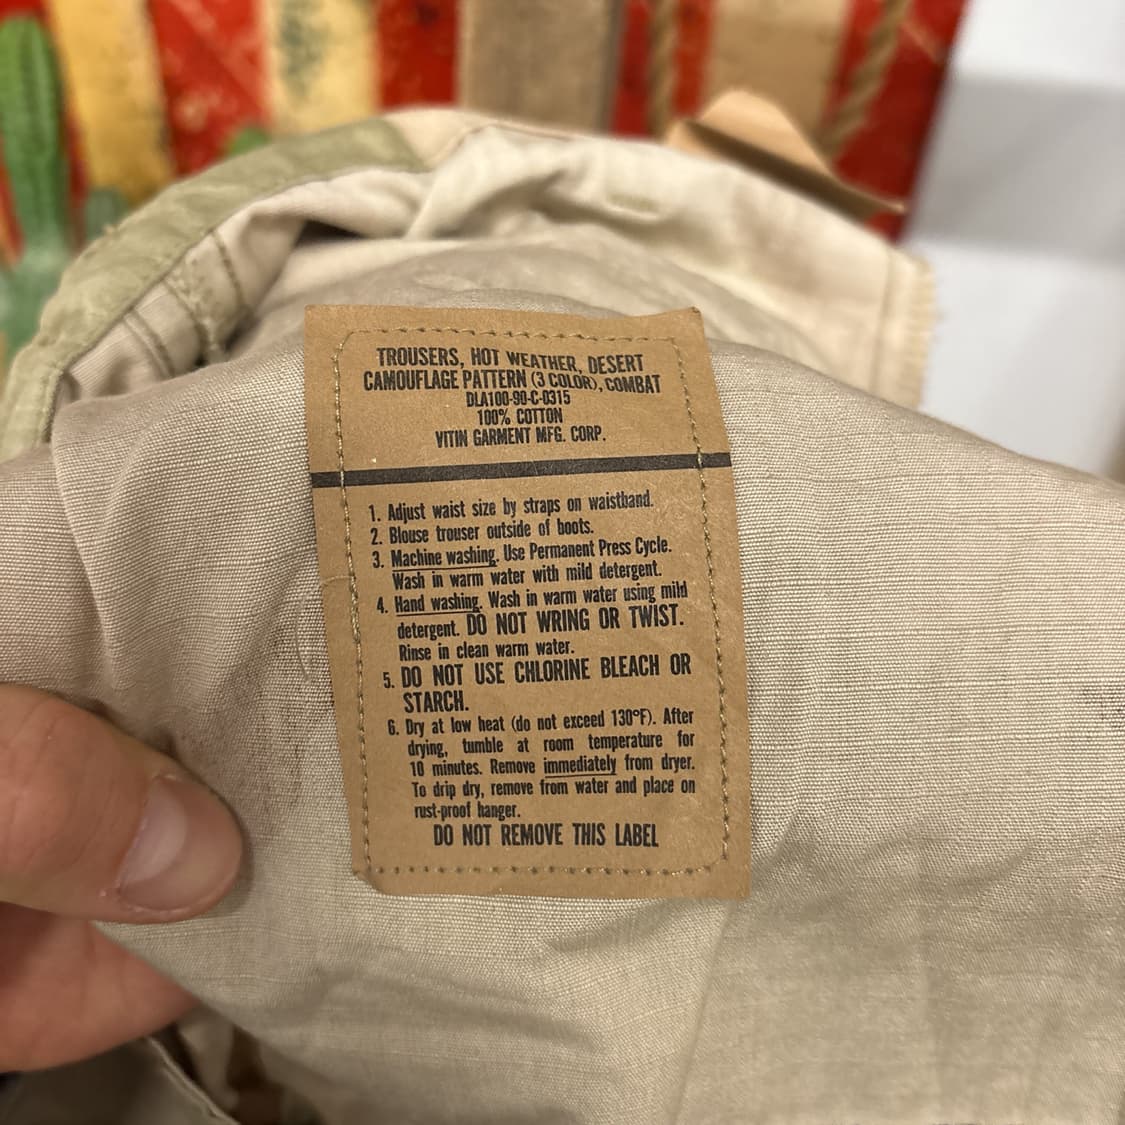 TROUSERS, HOT WEATHER, DESERT
CAMOUFLAGE PATTERN (3 COLOR), COMBAT
DLA100-90-C-0315
100% COTTON
VITIN GARMENT MFG. CORP.
1. Adjust waist size by straps on waistband.
2. Blouse trouser outside of boots.
3. Machine washing. Use Permanent Press Cycle.
Wash in warm water with mild detergent.
4. Hand washing. Wash in warm water using mild
detergent. DO NOT WRING OR TWIST.
Rinse in clean warm water.
5. DO NOT USE CHLORINE BLEACH OR
STARCH.
6. Dry at low heat (do not exceed 130°F). After
drying, tumble at room temperature for
10 minutes. Remove immediately from dryer.
To drip dry, remove from water and place on
rust-proof hanger.
DO NOT REMOVE THIS LABEL